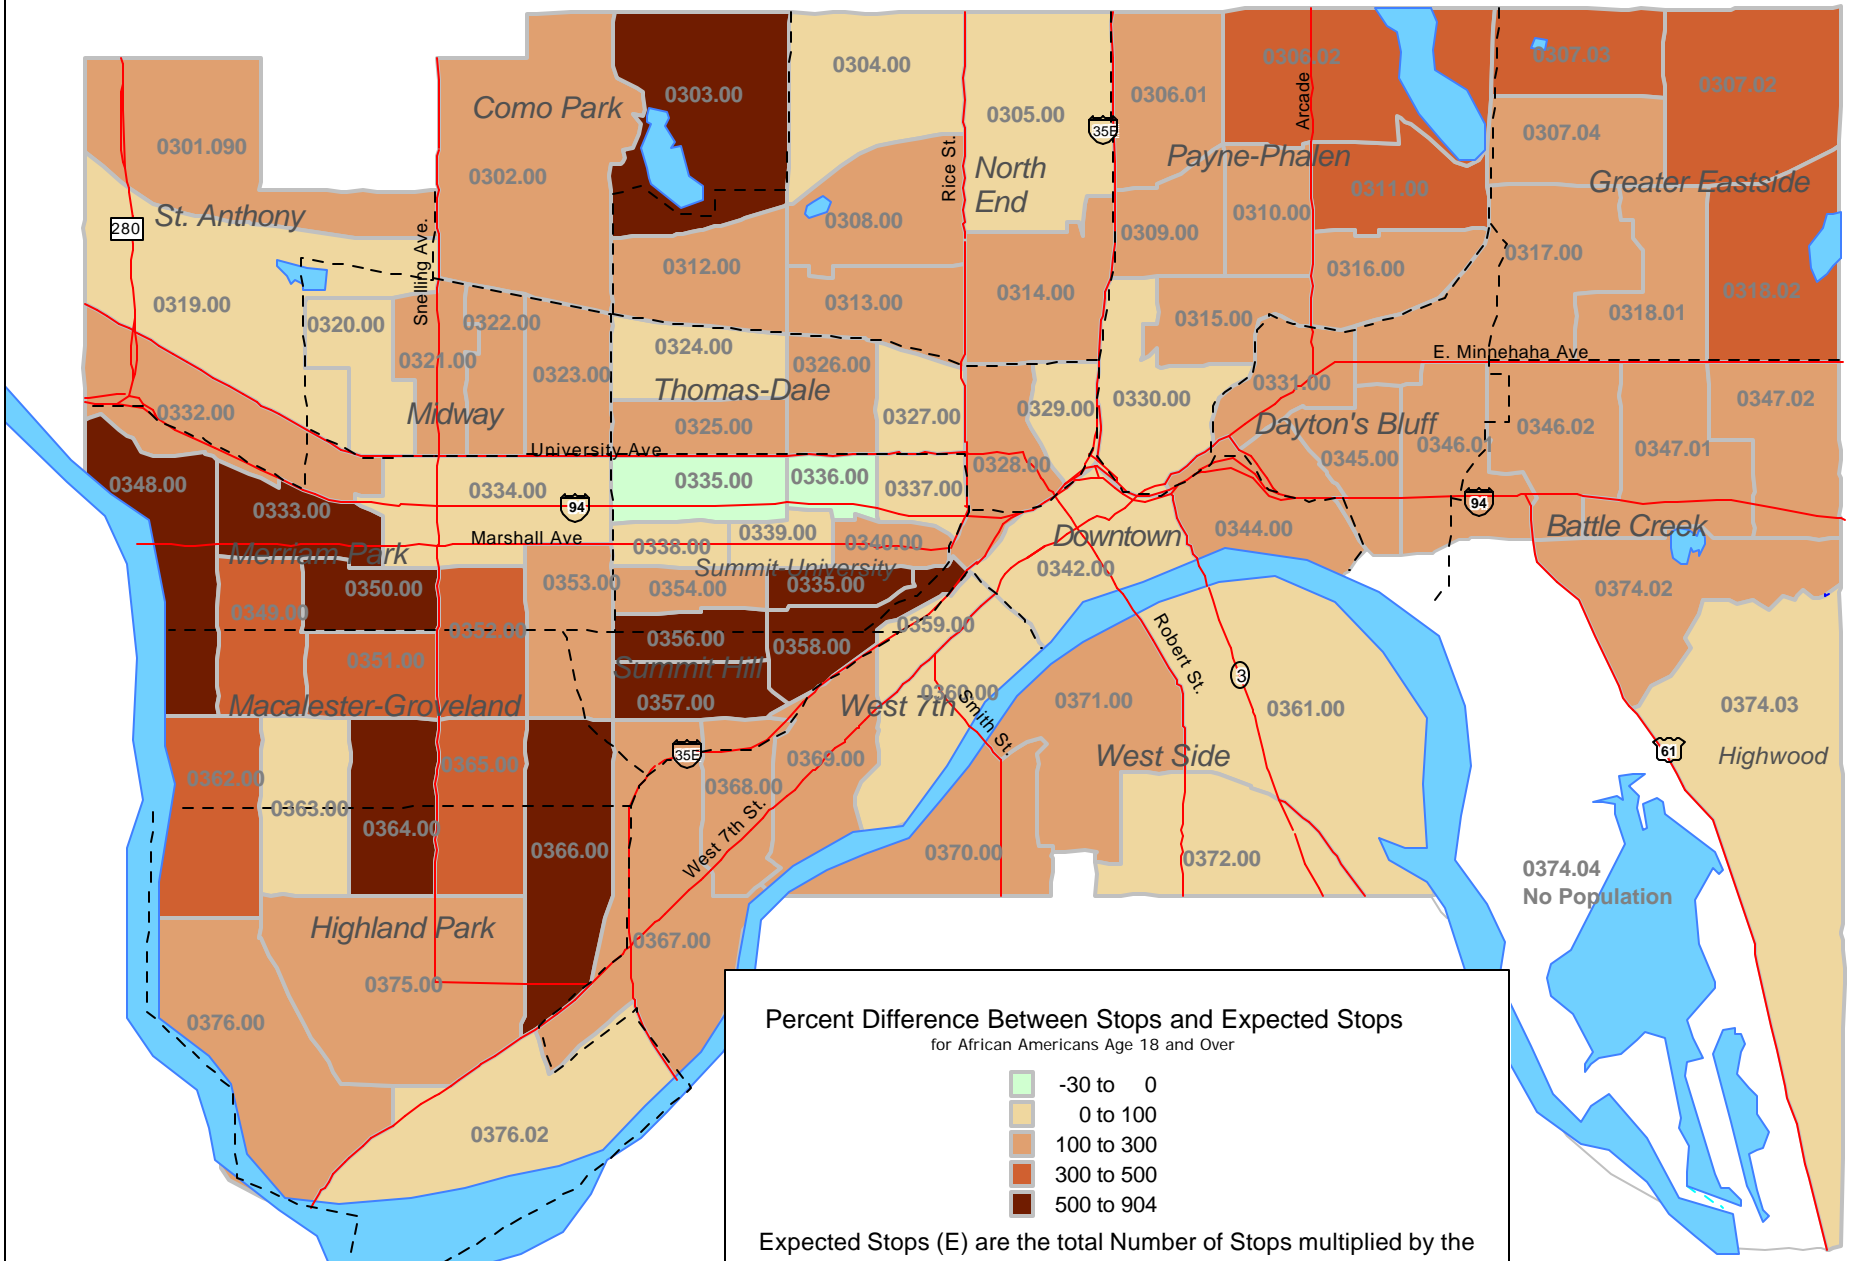 0303.00
0304.00
0306.02
0307.03
0307.02
Como Park
0305.00
0306.01
Arcade
35E
0307.04
0301.090
0302.00
Rice St.
North
End
Payne-Phalen
Greater Eastside
0311.00
St. Anthony
280
0308.00
0309.00
0310.00
Snelling Ave.
0312.00
0317.00
0316.00
0319.00
0313.00
0314.00
0318.02
0320.00
0322.00
0315.00
0318.01
0321.00
0324.00
0326.00
E. Minnehaha Ave
0323.00
Thomas-Dale
0331.00
0332.00
Midway
0325.00
0327.00
0329.00
0330.00
Dayton's Bluff
0347.02
0346.02
University Ave
0346.01
0347.01
0348.00
0334.00
0335.00
0336.00
0337.00
0328.00
0345.00
0333.00
94
94
Marshall Ave
0338.00
0339.00
0340.00
Downtown
0344.00
Battle Creek
Merriam Park
Summit-University
0342.00
0350.00
0353.00
0354.00
0335.00
0374.02
0349.00
0352.00
0356.00
0358.00
0359.00
0351.00
Summit Hill
Robert St.
3
Macalester-Groveland
0357.00
West 7th
0360.00
Smith St.
0371.00
0361.00
0374.03
35E
0369.00
West Side
61
Highwood
0362.00
0365.00
0368.00
0363.00
0364.00
0366.00
West 7th St.
0370.00
0372.00
0374.04
No Population
Highland Park
0367.00
0375.00
0376.00
0376.02
Percent Difference Between Stops and Expected Stops
for African Americans Age 18 and Over
-30 to 0
0 to 100
100 to 300
300 to 500
500 to 904
Expected Stops (E) are the total Number of Stops multiplied by the